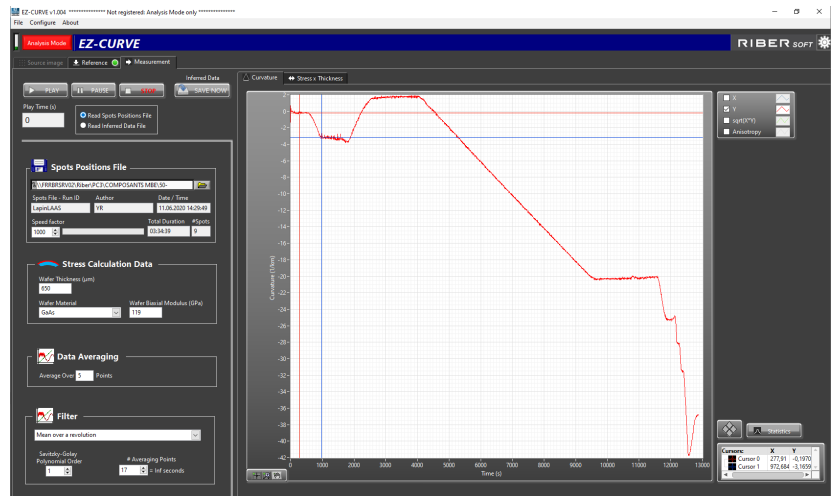 EZ-CURVE v1.004 *************** Not registered: Analysis Mode only ***************
File Configure About
Analysis Mode EZ-CURVE RIBER SOFT
Source image Reference Measurement
PLAY PAUSE STOP Inferred Data SAVE NOW
Play Time (s)
0
Read Spots Positions File
Read Inferred Data File
Spots Positions File
\\FRRBRSRV02\Riber\PC3\COMPOSANTS MBE\50-
Spots File - Run ID Author Date / Time
LapinLAAS YR 11.06.2020 14:29:49
Speed factor Total Duration #Spots
1000 03:34:39 9
Stress Calculation Data
Wafer Thickness (µm)
650
Wafer Material Wafer Biaxial Modulus (GPa)
GaAs 119
Data Averaging
Average Over 5 Points
Filter
Mean over a revolution
Savitzky-Golay
Polynomial Order # Averaging Points
1 17 = Inf seconds
Curvature Stress x Thickness
Curvature (1/km)
2
0
-2
-4
-6
-8
-10
-12
-14
-16
-18
-20
-22
-24
-26
-28
-30
-32
-34
-36
-38
-40
-42
0 1000 2000 3000 4000 5000 6000 7000 8000 9000 10000 11000 12000 13000
Time (s)
X
Y
sqrt(X*Y)
Anisotropy
Statistics
Cursors: X Y
Cursor 0 277,91 -0,1970
Cursor 1 972,684 -3,1659